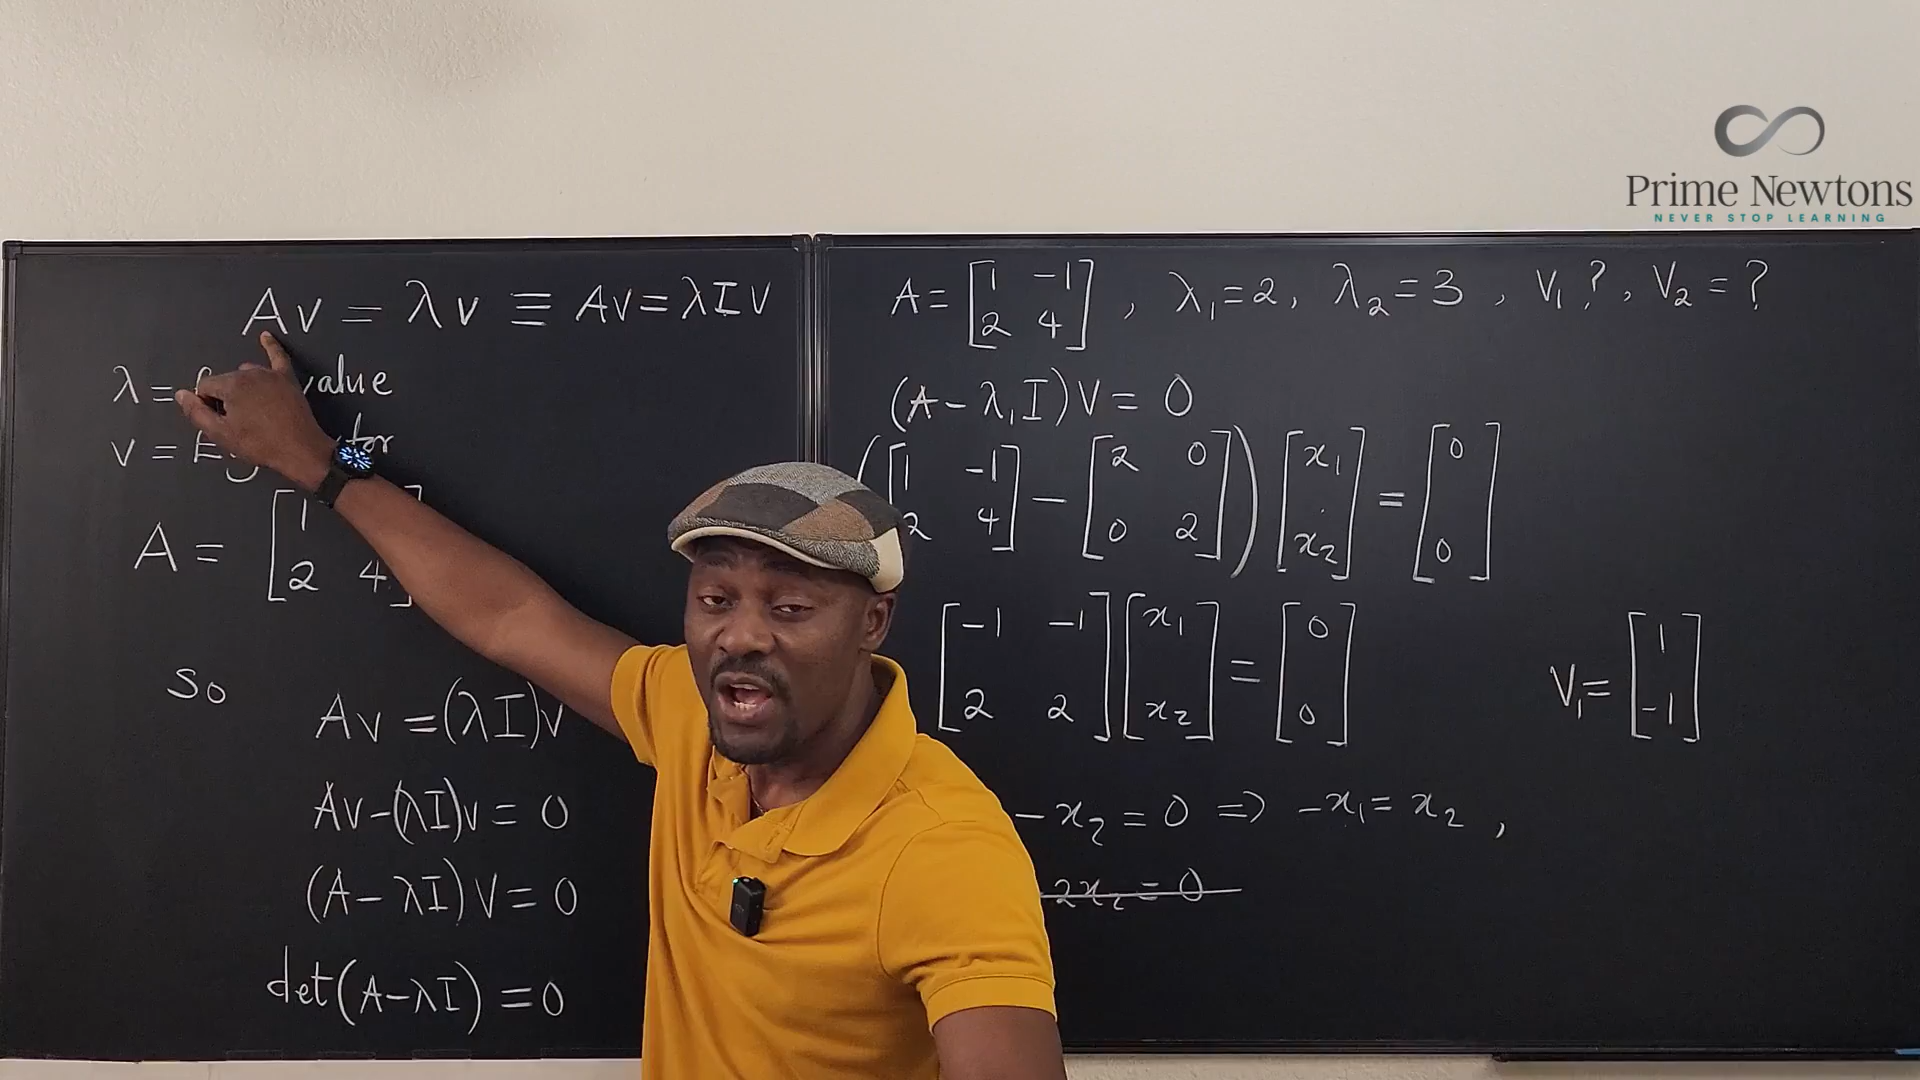 Prime Newtons
NEVER STOP LEARNING
Av = λv ≡ Av = λIv
λ = value
v = tor
A = [1
2 4]
so
Av = (λI)v
Av - (λI)v = 0
(A - λI)V = 0
det(A - λI) = 0
A = [1 -1
2 4], λ₁ = 2, λ₂ = 3, V₁?, V₂ = ?
(A - λ₁I)V = 0
([1 -1
2 4] - [2 0
0 2]) [x₁
x₂] = [0
0]
[-1 -1
2 2] [x₁
x₂] = [0
0]
V₁ = [1
-1]
-x₂ = 0 ⇒ -x₁ = x₂,
2x₂ = 0